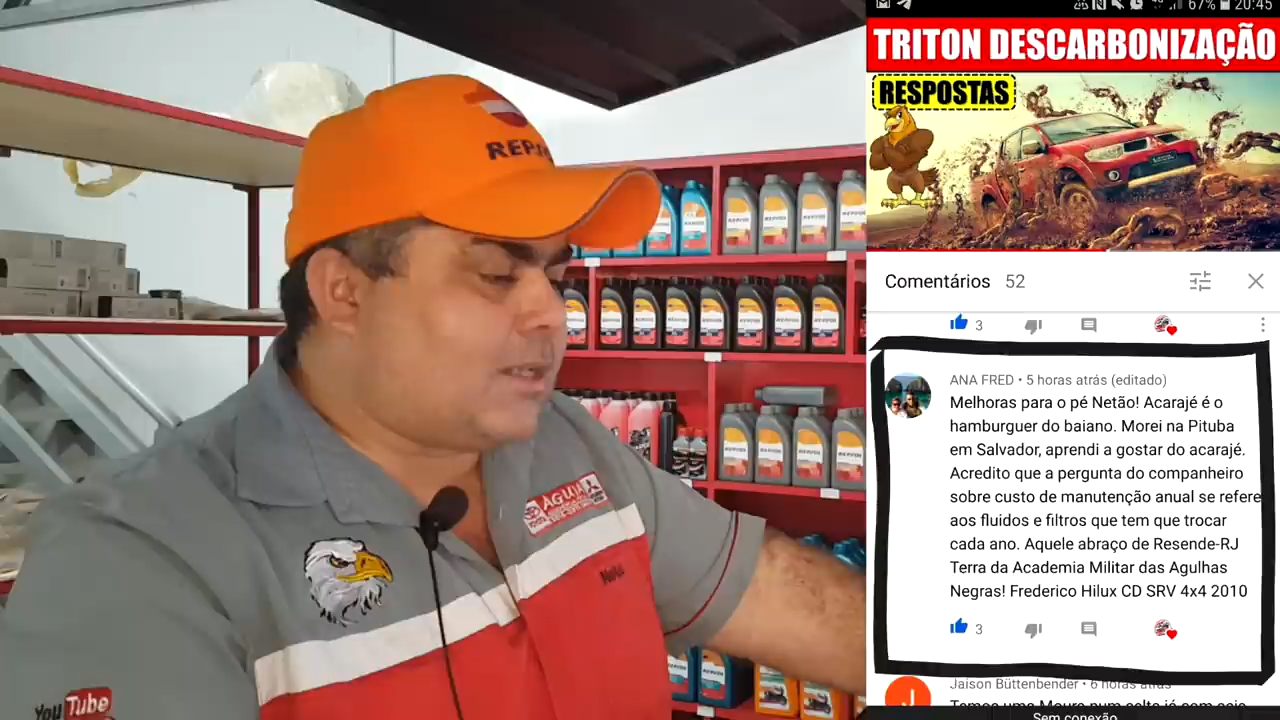 67% 20:45
TRITON DESCARBONIZAÇÃO
RESPOSTAS
Comentários 52
3
ANA FRED • 5 horas atrás (editado)
Melhoras para o pé Netão! Acarajé é o
hamburguer do baiano. Morei na Pituba
em Salvador, aprendi a gostar do acarajé.
Acredito que a pergunta do companheiro
sobre custo de manutenção anual se refere
aos fluidos e filtros que tem que trocar
cada ano. Aquele abraço de Resende-RJ
Terra da Academia Militar das Agulhas
Negras! Frederico Hilux CD SRV 4x4 2010
3
Jaison Büttenbender • 6 horas atrás
Sem conexão
ÁGUIA
YouTube